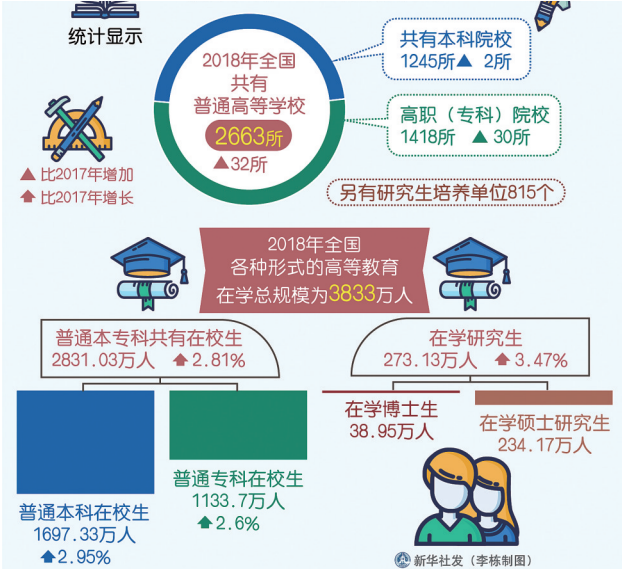 统计显示
▲比2017年增加
⬆比2017年增长
2018年全国
共有
普通高等学校
2663所
▲32所
共有本科院校
1245所▲ 2所
高职（专科）院校
1418所 ▲30所
另有研究生培养单位815个
2018年全国
各种形式的高等教育
在学总规模为3833万人
普通本专科共有在校生
2831.03万人 ⬆2.81%
在学研究生
273.13万人 ⬆3.47%
普通本科在校生
1697.33万人
⬆2.95%
普通专科在校生
1133.7万人
⬆2.6%
在学博士生
38.95万人
在学硕士研究生
234.17万人
新华社发（李栋制图）